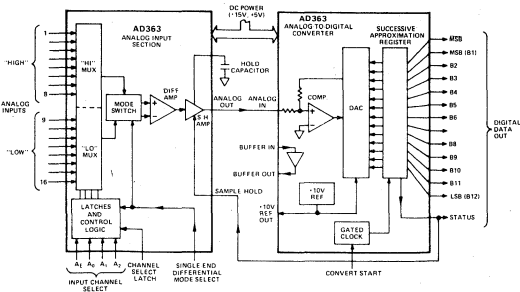 DC POWER
(±15V, +5V)
AD363
ANALOG INPUT
SECTION
AD363
ANALOG TO DIGITAL
CONVERTER
SUCCESSIVE
APPROXIMATION
REGISTER
"HIGH"
1
8
ANALOG
INPUTS
"LOW"
9
16
"HI"
MUX
"LO"
MUX
MODE
SWITCH
DIFF
AMP
S H
AMP
HOLD
CAPACITOR
ANALOG
OUT
ANALOG
IN
COMP
DAC
BUFFER IN
BUFFER OUT
+10V
REF
+10V
REF OUT
SAMPLE HOLD
GATED
CLOCK
LATCHES
AND
CONTROL
LOGIC
INPUT CHANNEL
SELECT
CHANNEL
SELECT
LATCH
SINGLE END
DIFFERENTIAL
MODE SELECT
CONVERT START
MSB
MSB (B1)
B2
B3
B4
B5
B6
B8
B9
B10
B11
LSB (B12)
STATUS
DIGITAL
DATA
OUT